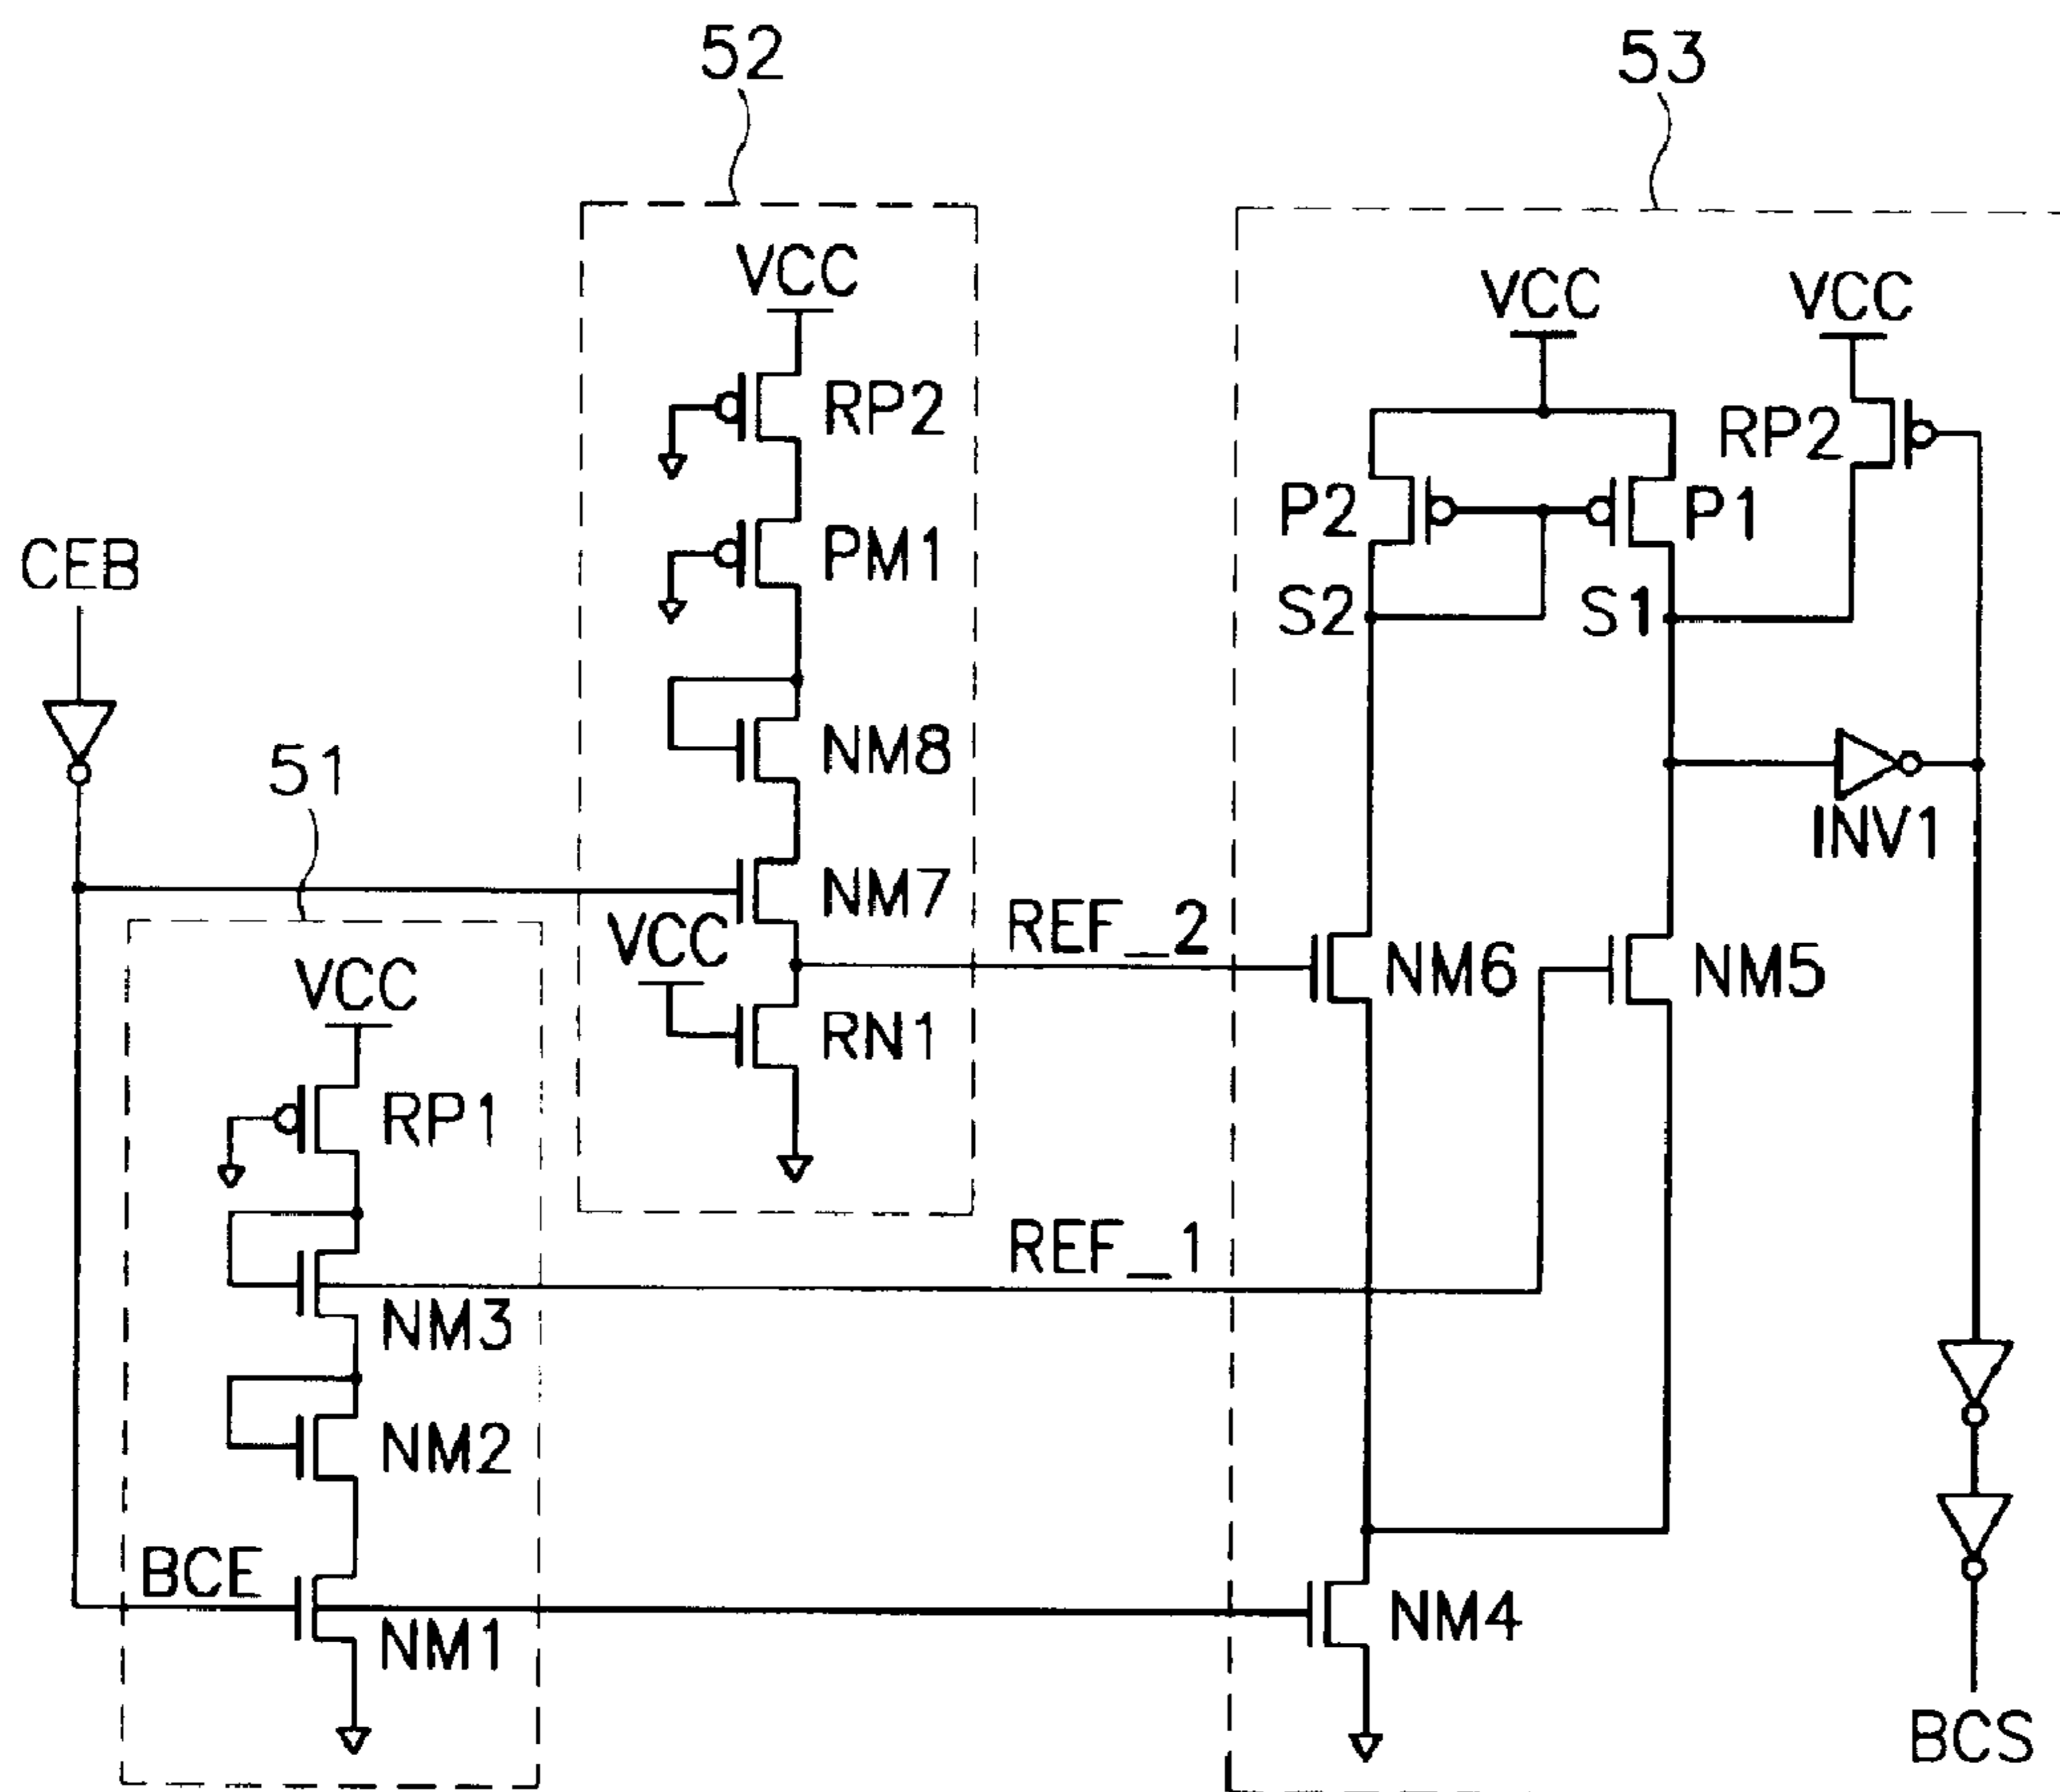 52
53
VCC
VCC
VCC
RP2
RP2
P2
P1
PM1
CEB
S2
S1
NM8
51
INV1
NM7
VCC
REF_2
NM6
NM5
VCC
RN1
RP1
REF_1
NM3
NM2
BCE
NM1
NM4
BCS